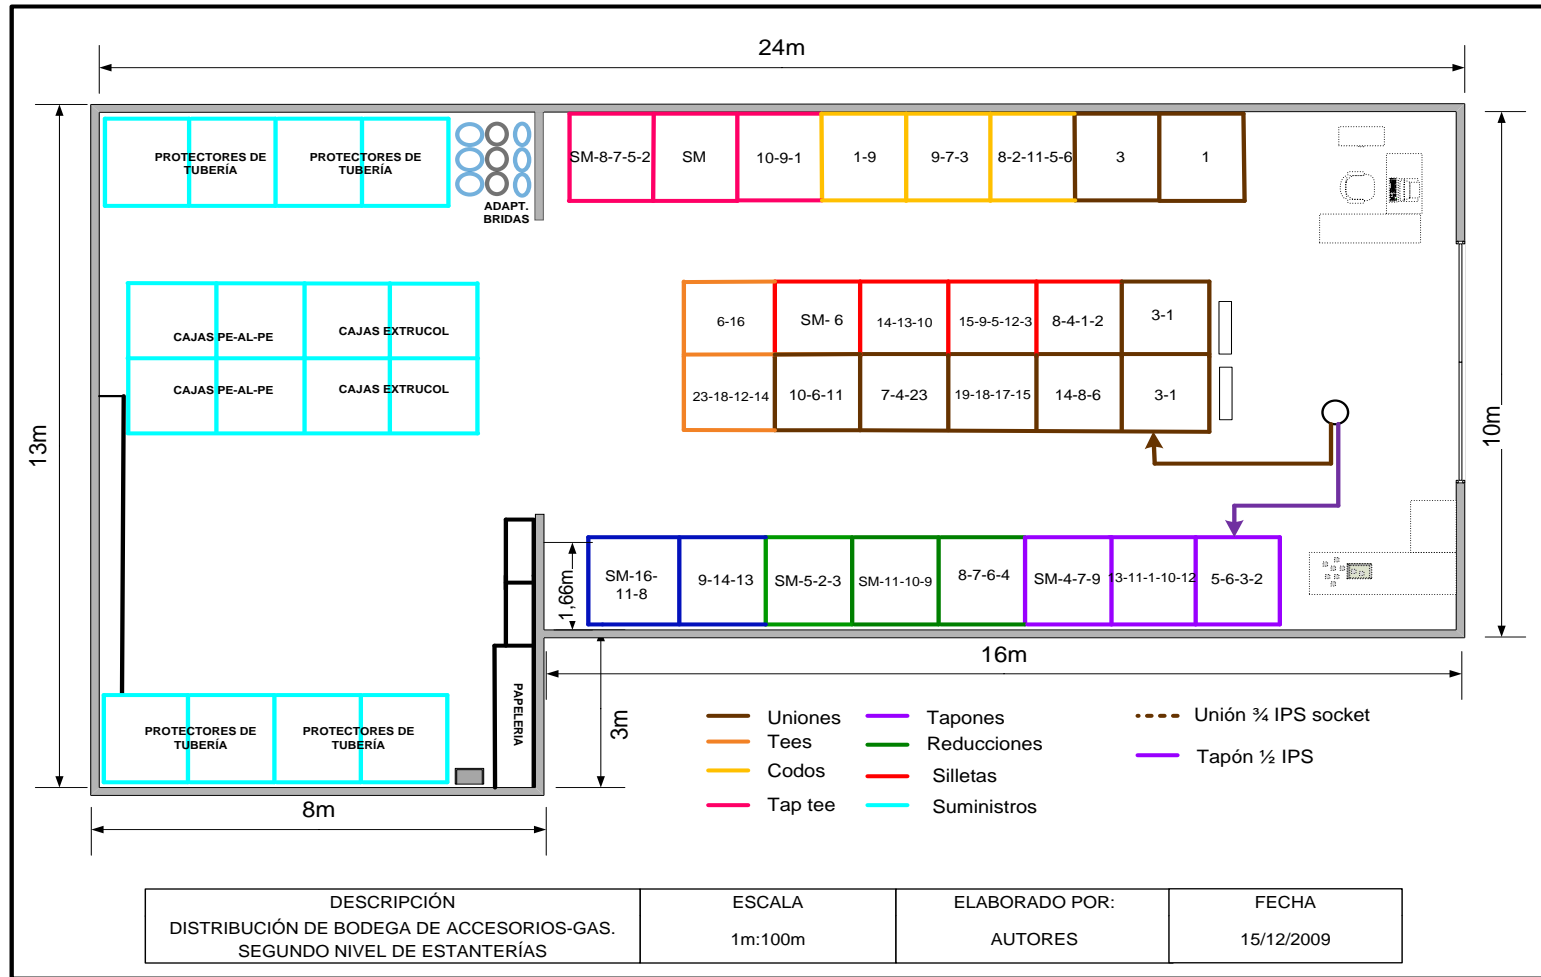 24m
PROTECTORES DE
TUBERÍA
PROTECTORES DE
TUBERÍA
ADAPT.
BRIDAS
SM-8-7-5-2
SM
10-9-1
1-9
9-7-3
8-2-11-5-6
3
1
CAJAS PE-AL-PE
CAJAS EXTRUCOL
CAJAS PE-AL-PE
CAJAS EXTRUCOL
6-16
SM- 6
14-13-10
15-9-5-12-3
8-4-1-2
3-1
23-18-12-14
10-6-11
7-4-23
19-18-17-15
14-8-6
3-1
13m
10m
1,66m
SM-16-
11-8
9-14-13
SM-5-2-3
SM-11-10-9
8-7-6-4
SM-4-7-9
13-11-1-10-12
5-6-3-2
16m
3m
PAPELERIA
PROTECTORES DE
TUBERÍA
PROTECTORES DE
TUBERÍA
8m
Uniones
Tees
Codos
Tap tee
Tapones
Reducciones
Silletas
Suministros
Unión ¾ IPS socket
Tapón ½ IPS
DESCRIPCIÓN
DISTRIBUCIÓN DE BODEGA DE ACCESORIOS-GAS.
SEGUNDO NIVEL DE ESTANTERÍAS
ESCALA
1m:100m
ELABORADO POR:
AUTORES
FECHA
15/12/2009